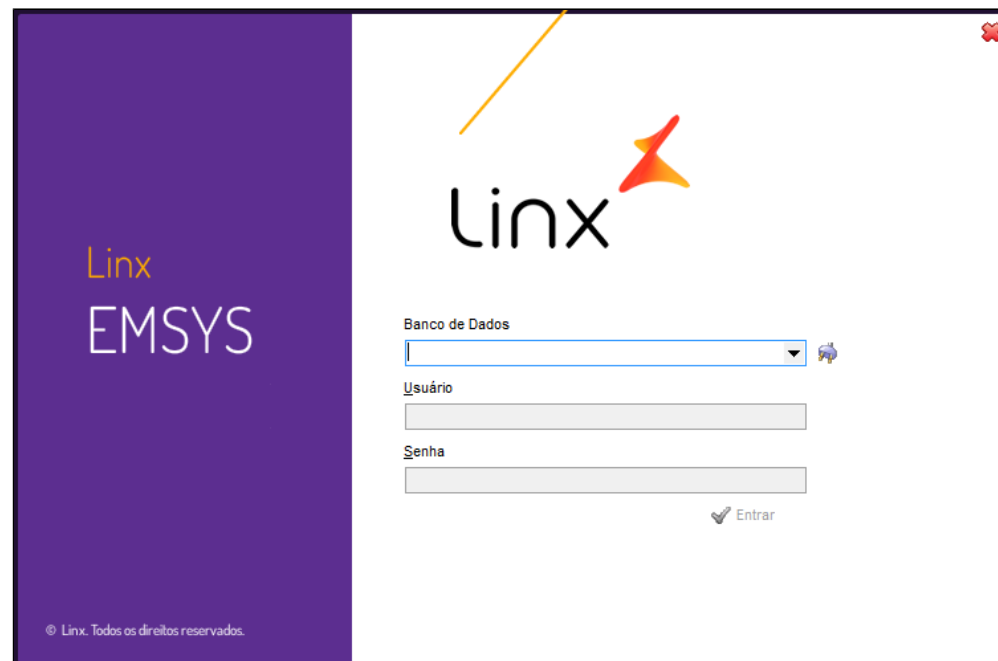 Linx
EMSYS
© Linx. Todos os direitos reservados.
Linx
Banco de Dados
Usuário
Senha
Entrar